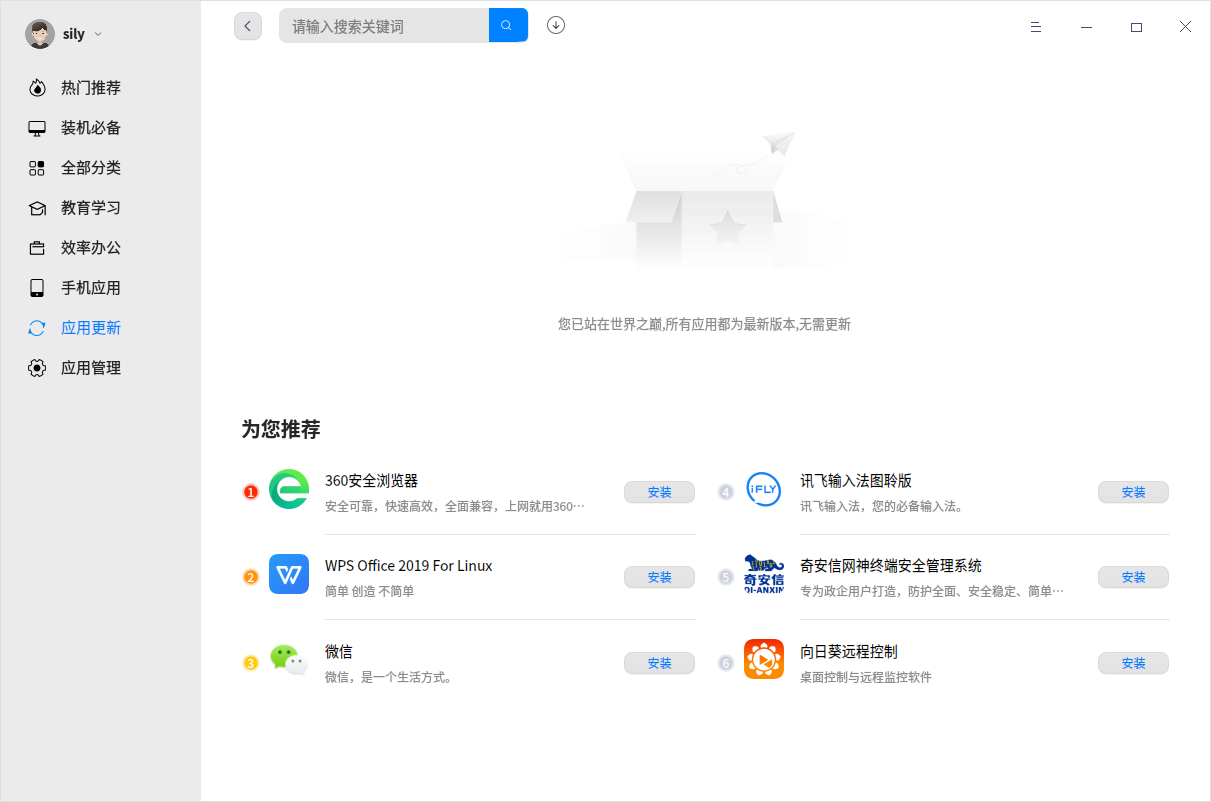 sily
请输入搜索关键词
热门推荐
装机必备
全部分类
教育学习
效率办公
手机应用
应用更新
应用管理
您已站在世界之巅,所有应用都为最新版本,无需更新
为您推荐
1
360安全浏览器
安全可靠，快速高效，全面兼容，上网就用360…
安装
4
iFLY
讯飞输入法图聆版
讯飞输入法，您的必备输入法。
安装
2
W
WPS Office 2019 For Linux
简单 创造 不简单
安装
5
奇安信
QI-ANXIN
奇安信网神终端安全管理系统
专为政企用户打造，防护全面、安全稳定、简单…
安装
3
微信
微信，是一个生活方式。
安装
6
向日葵远程控制
桌面控制与远程监控软件
安装